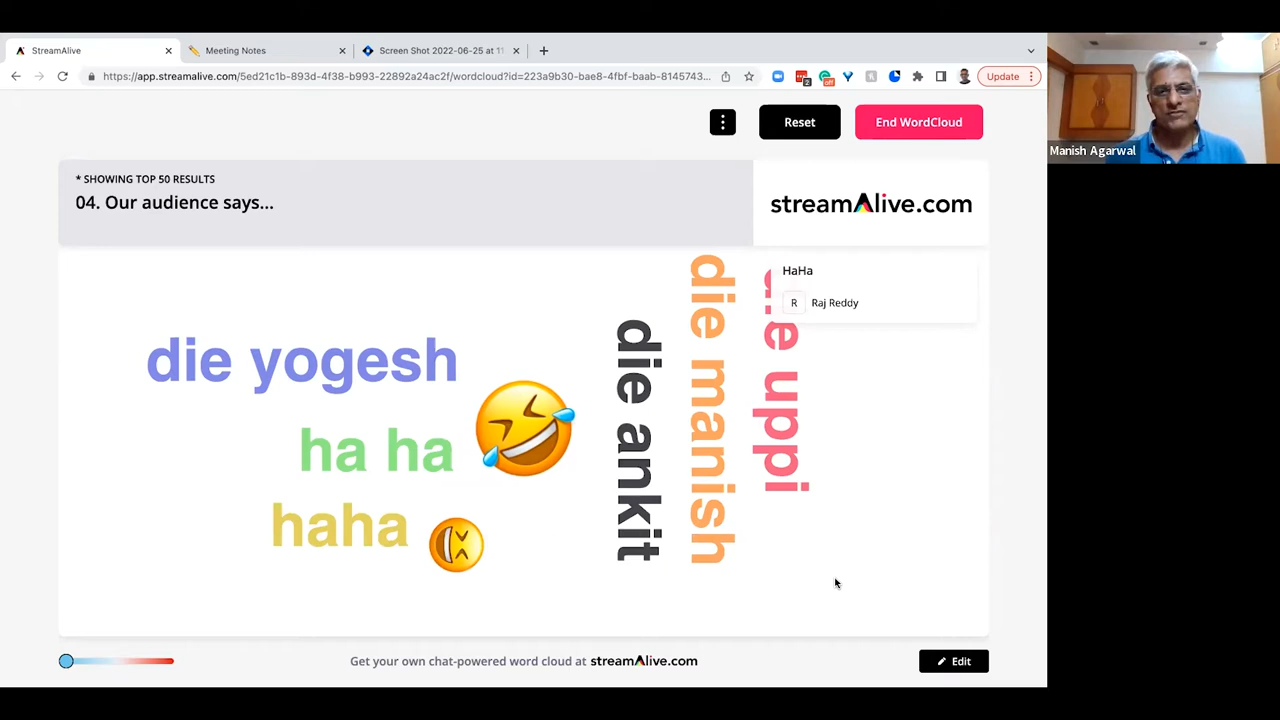 StreamAlive
Meeting Notes
Screen Shot 2022-06-25 at 11
https://app.streamalive.com/5ed21c1b-893d-4f38-b993-22892a24ac2f/wordcloud?id=223a9b30-bae8-4fbf-baab-8145743...
2
off
Update
Reset
End WordCloud
Manish Agarwal
* SHOWING TOP 50 RESULTS
04. Our audience says...
streamAlive.com
HaHa
R Raj Reddy
die yogesh
ha ha
haha
die ankit
die manish
die uppi
Get your own chat-powered word cloud at streamAlive.com
Edit